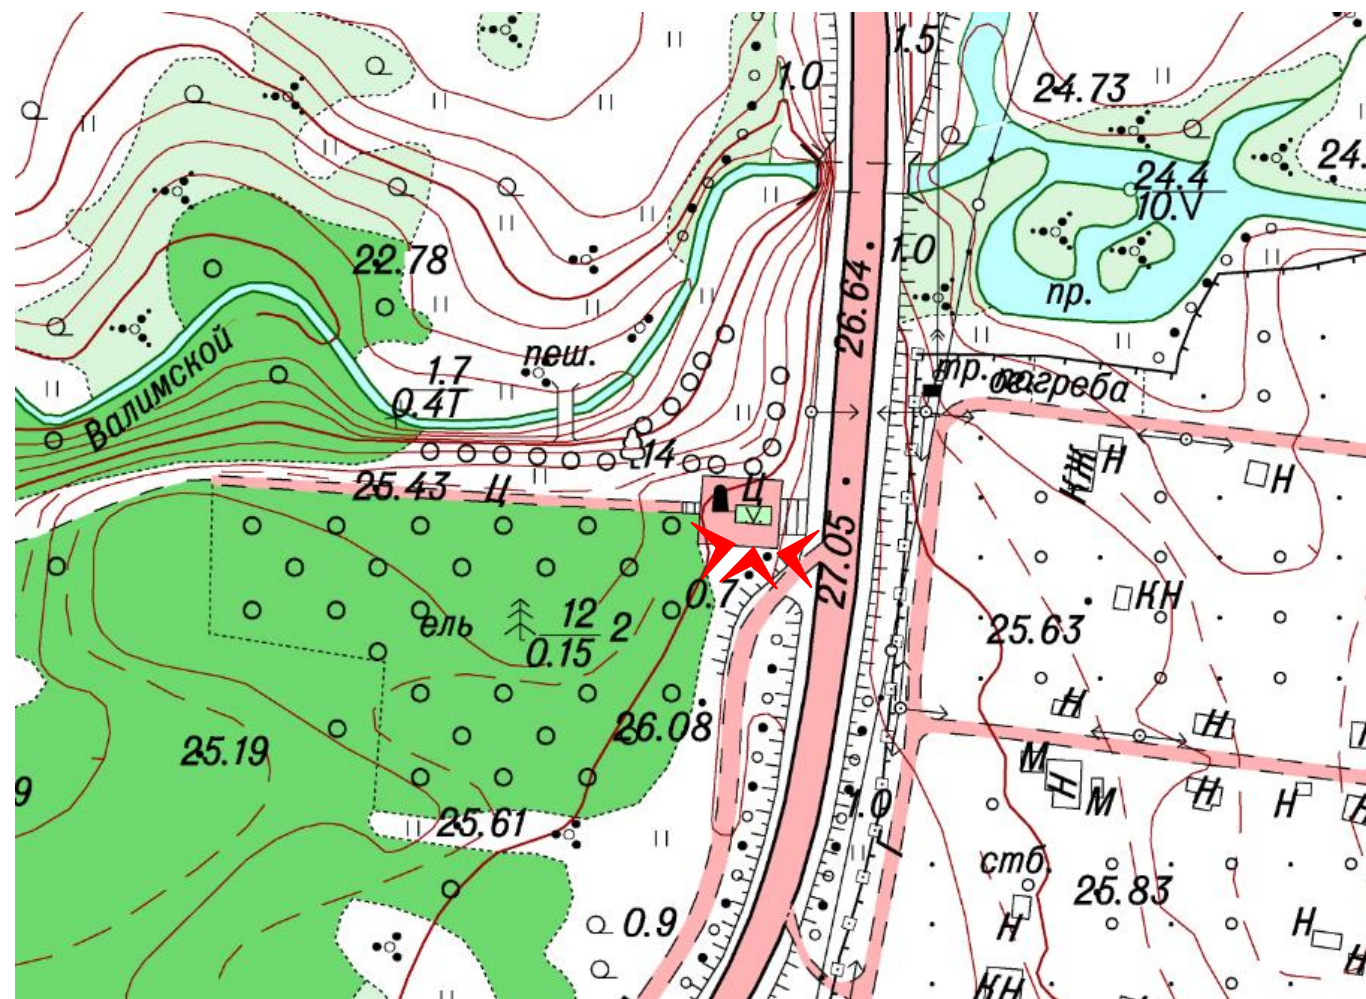 1.5
1.0
24.73
24.
24.4
10.V
22.78
1.0
пр.
26.64
Валимской
пеш.
1.7
0.4Т
тр.
погреба
14
КЖ
Н
Н
25.43 Ц
Ц
27.05
0.7
КН
ель
12
0.15
2
25.63
26.08
25.19
Н
Н
Н
М
Н
М
Н
Н
Н
9
25.61
1.0
Г
стб.
25.83
0.9
Н
Н
Н
КН